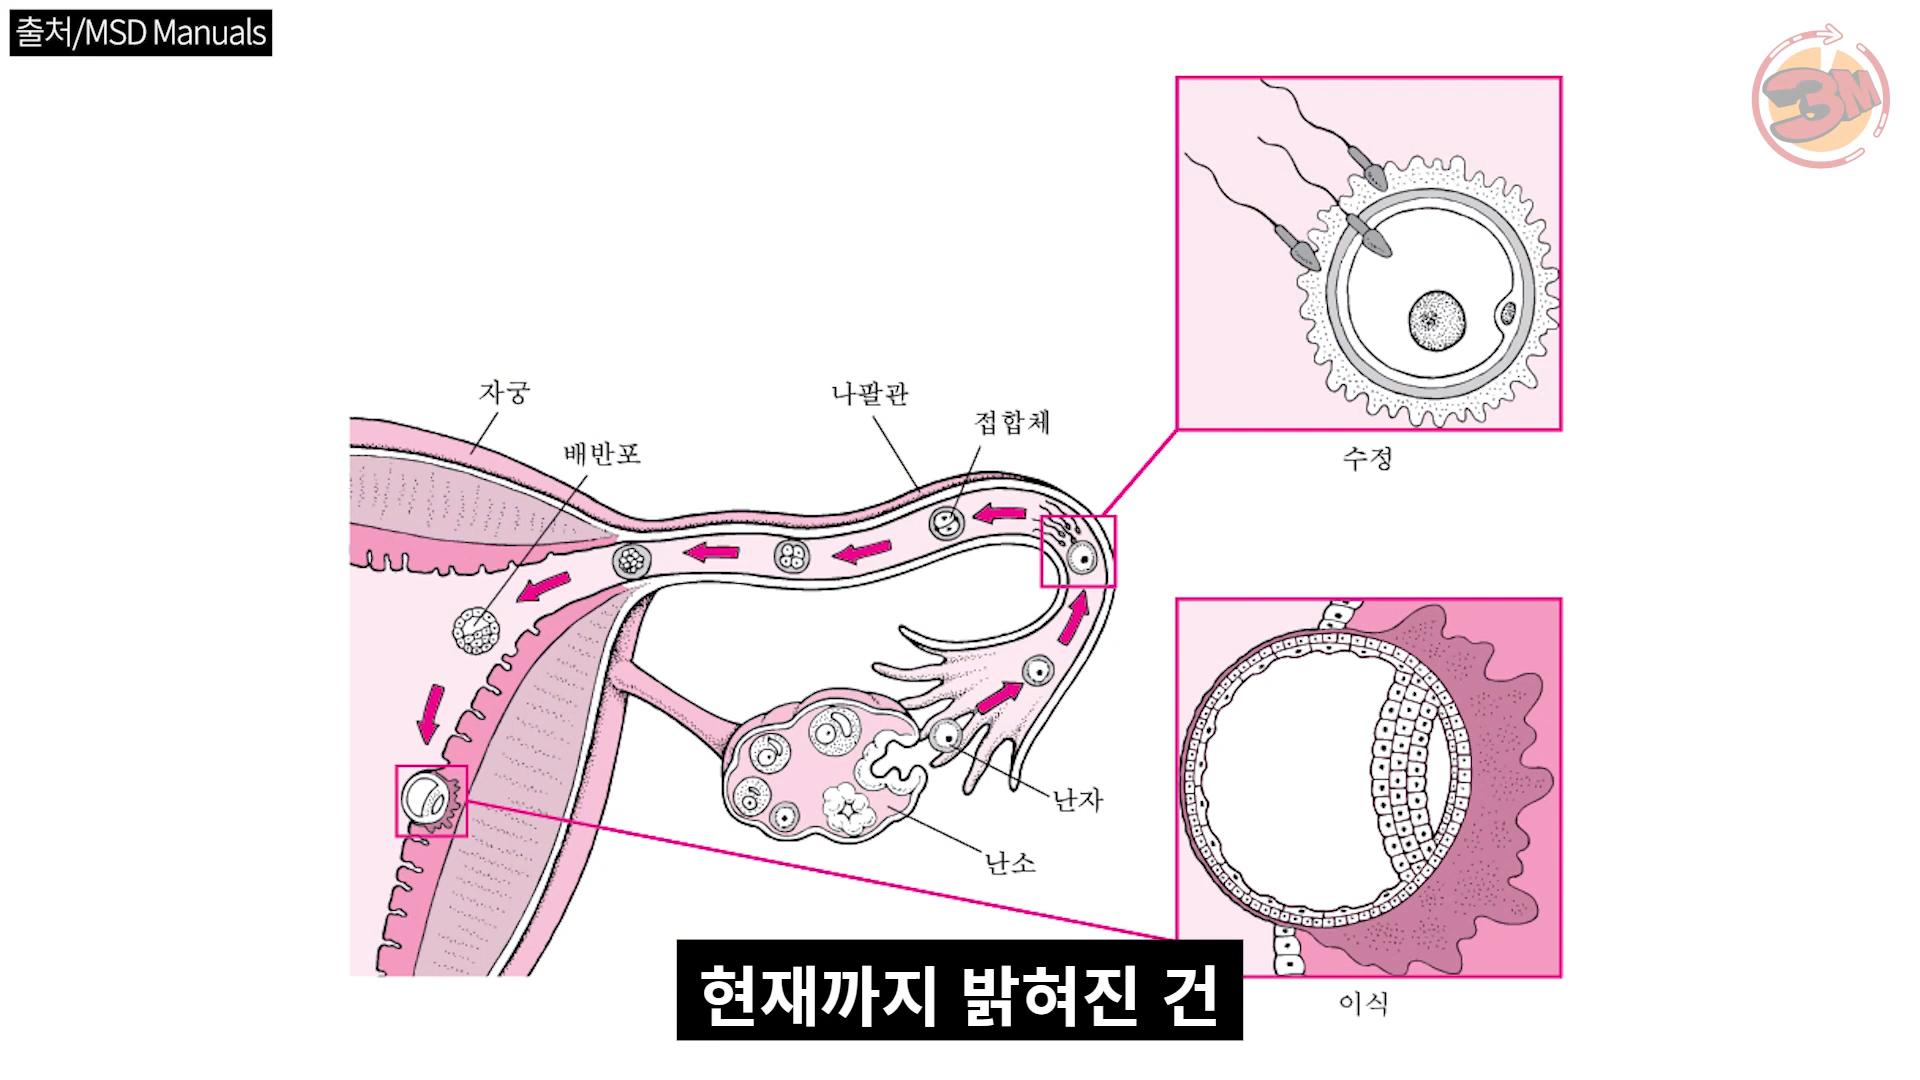 출처/MSD Manuals
3M
자궁
배반포
나팔관
접합체
수정
난자
난소
이식
현재까지 밝혀진 건